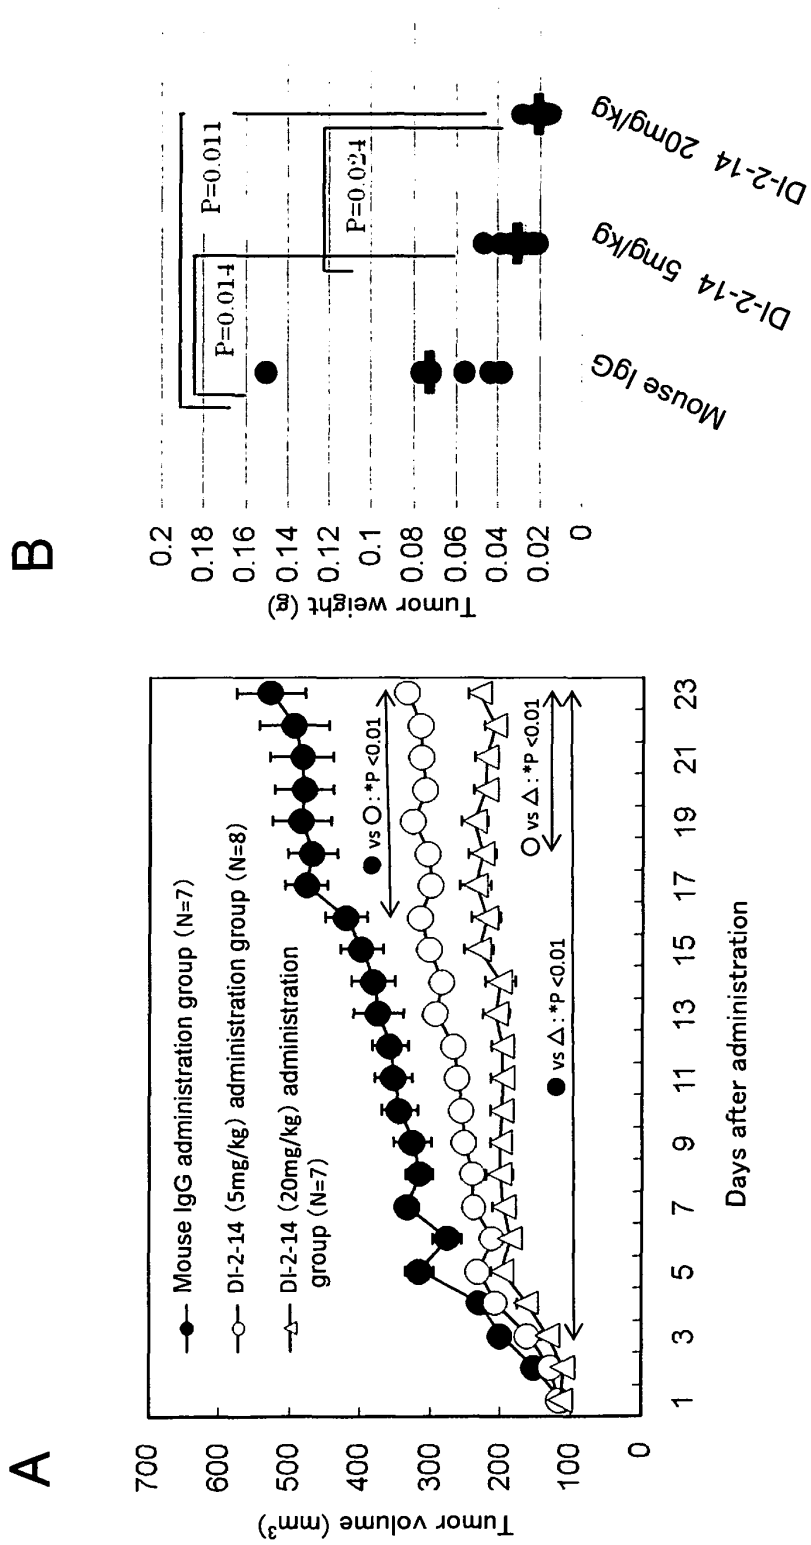 A
Tumor volume (mm³)
700
600
500
400
300
200
100
0
Mouse IgG administration group (N=7)
DI-2-14 (5mg/kg) administration group (N=8)
DI-2-14 (20mg/kg) administration
group (N=7)
● vs ○ : *P <0.01
○ vs △ : *P <0.01
● vs △ : *P <0.01
1 3 5 7 9 11 13 15 17 19 21 23
Days after administration
B
Tumor weight (g)
0.2
0.18
0.16
0.14
0.12
0.1
0.08
0.06
0.04
0.02
0
P=0.011
P=0.014
P=0.024
Mouse IgG
DI-2-14 5mg/kg
DI-2-14 20mg/kg